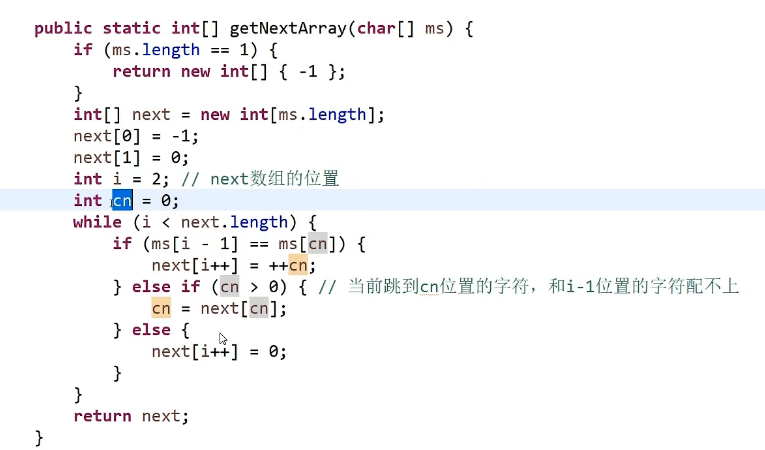 public static int[] getNextArray(char[] ms) {
if (ms.length == 1) {
return new int[] { -1 };
}
int[] next = new int[ms.length];
next[0] = -1;
next[1] = 0;
int i = 2; // next数组的位置
int cn = 0;
while (i < next.length) {
if (ms[i - 1] == ms[cn]) {
next[i++] = ++cn;
} else if (cn > 0) { // 当前跳到cn位置的字符，和i-1位置的字符配不上
cn = next[cn];
} else {
next[i++] = 0;
}
}
return next;
}